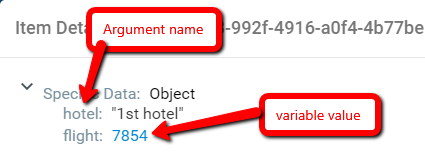 Item Deta
Argument name
-992f-4916-a0f4-4b77be
Data: Object
hotel: "1st hotel"
flight: 7854
variable value